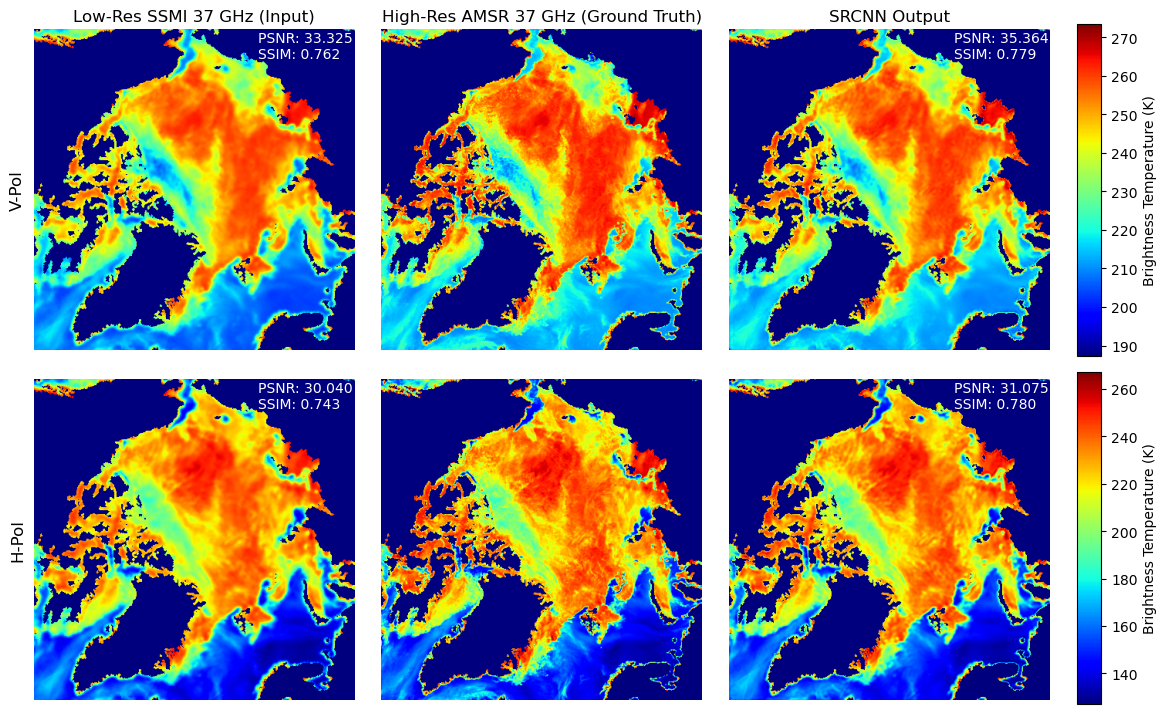 Low-Res SSMI 37 GHz (Input)
High-Res AMSR 37 GHz (Ground Truth)
SRCNN Output
V-Pol
PSNR: 33.325
SSIM: 0.762
PSNR: 35.364
SSIM: 0.779
270
260
250
240
230
220
210
200
190
Brightness Temperature (K)
H-Pol
PSNR: 30.040
SSIM: 0.743
PSNR: 31.075
SSIM: 0.780
260
240
220
200
180
160
140
Brightness Temperature (K)